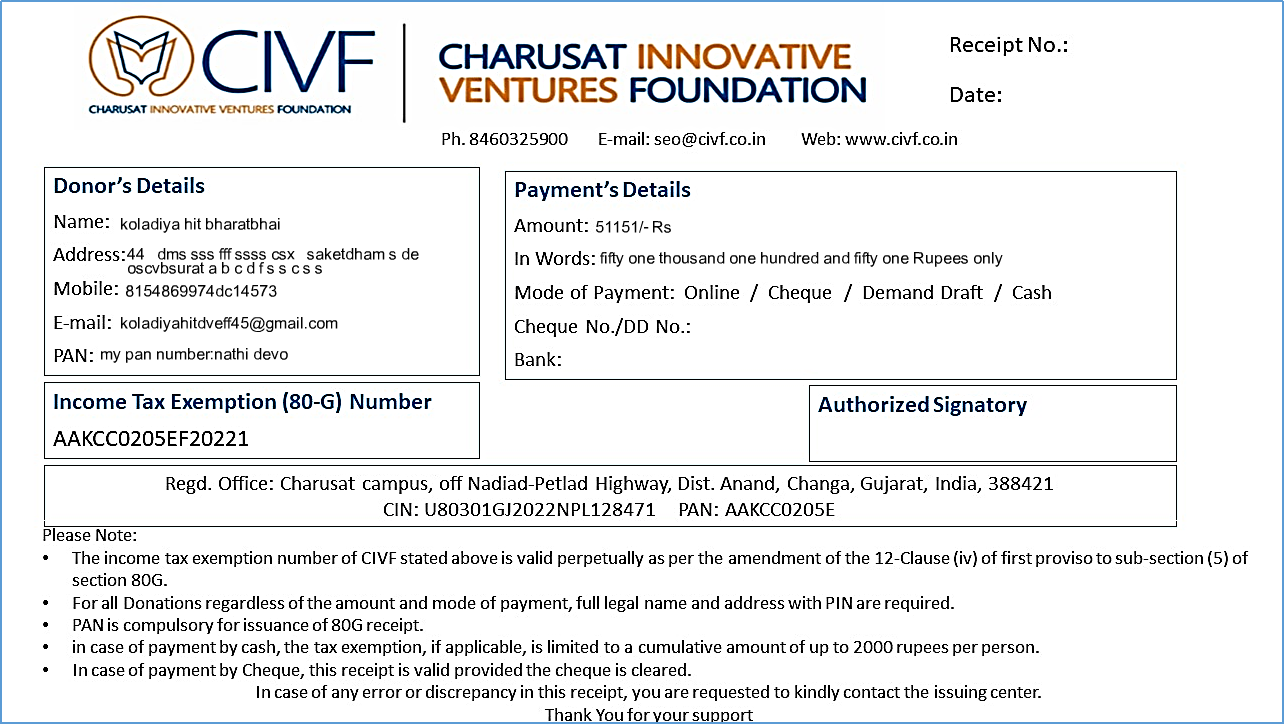 CIVF
CHARUSAT INNOVATIVE VENTURES FOUNDATION
CHARUSAT INNOVATIVE
VENTURES FOUNDATION
Receipt No.:
Date:
Ph. 8460325900 E-mail: seo@civf.co.in Web: www.civf.co.in
Donor's Details
Name: koladiya hit bharatbhai
Address:44 dms sss fff ssss csx saketdham s de
oscvbsurat a b c d f s s c s s
Mobile: 8154869974dc14573
E-mail: koladiyahitdveff45@gmail.com
PAN: my pan number:nathi devo
Payment's Details
Amount: 51151/- Rs
In Words: fifty one thousand one hundred and fifty one Rupees only
Mode of Payment: Online / Cheque / Demand Draft / Cash
Cheque No./DD No.:
Bank:
Income Tax Exemption (80-G) Number
AAKCC0205EF20221
Authorized Signatory
Regd. Office: Charusat campus, off Nadiad-Petlad Highway, Dist. Anand, Changa, Gujarat, India, 388421
CIN: U80301GJ2022NPL128471 PAN: AAKCC0205E
Please Note:
• The income tax exemption number of CIVF stated above is valid perpetually as per the amendment of the 12-Clause (iv) of first proviso to sub-section (5) of
section 80G.
• For all Donations regardless of the amount and mode of payment, full legal name and address with PIN are required.
• PAN is compulsory for issuance of 80G receipt.
• in case of payment by cash, the tax exemption, if applicable, is limited to a cumulative amount of up to 2000 rupees per person.
• In case of payment by Cheque, this receipt is valid provided the cheque is cleared.
In case of any error or discrepancy in this receipt, you are requested to kindly contact the issuing center.
Thank You for your support